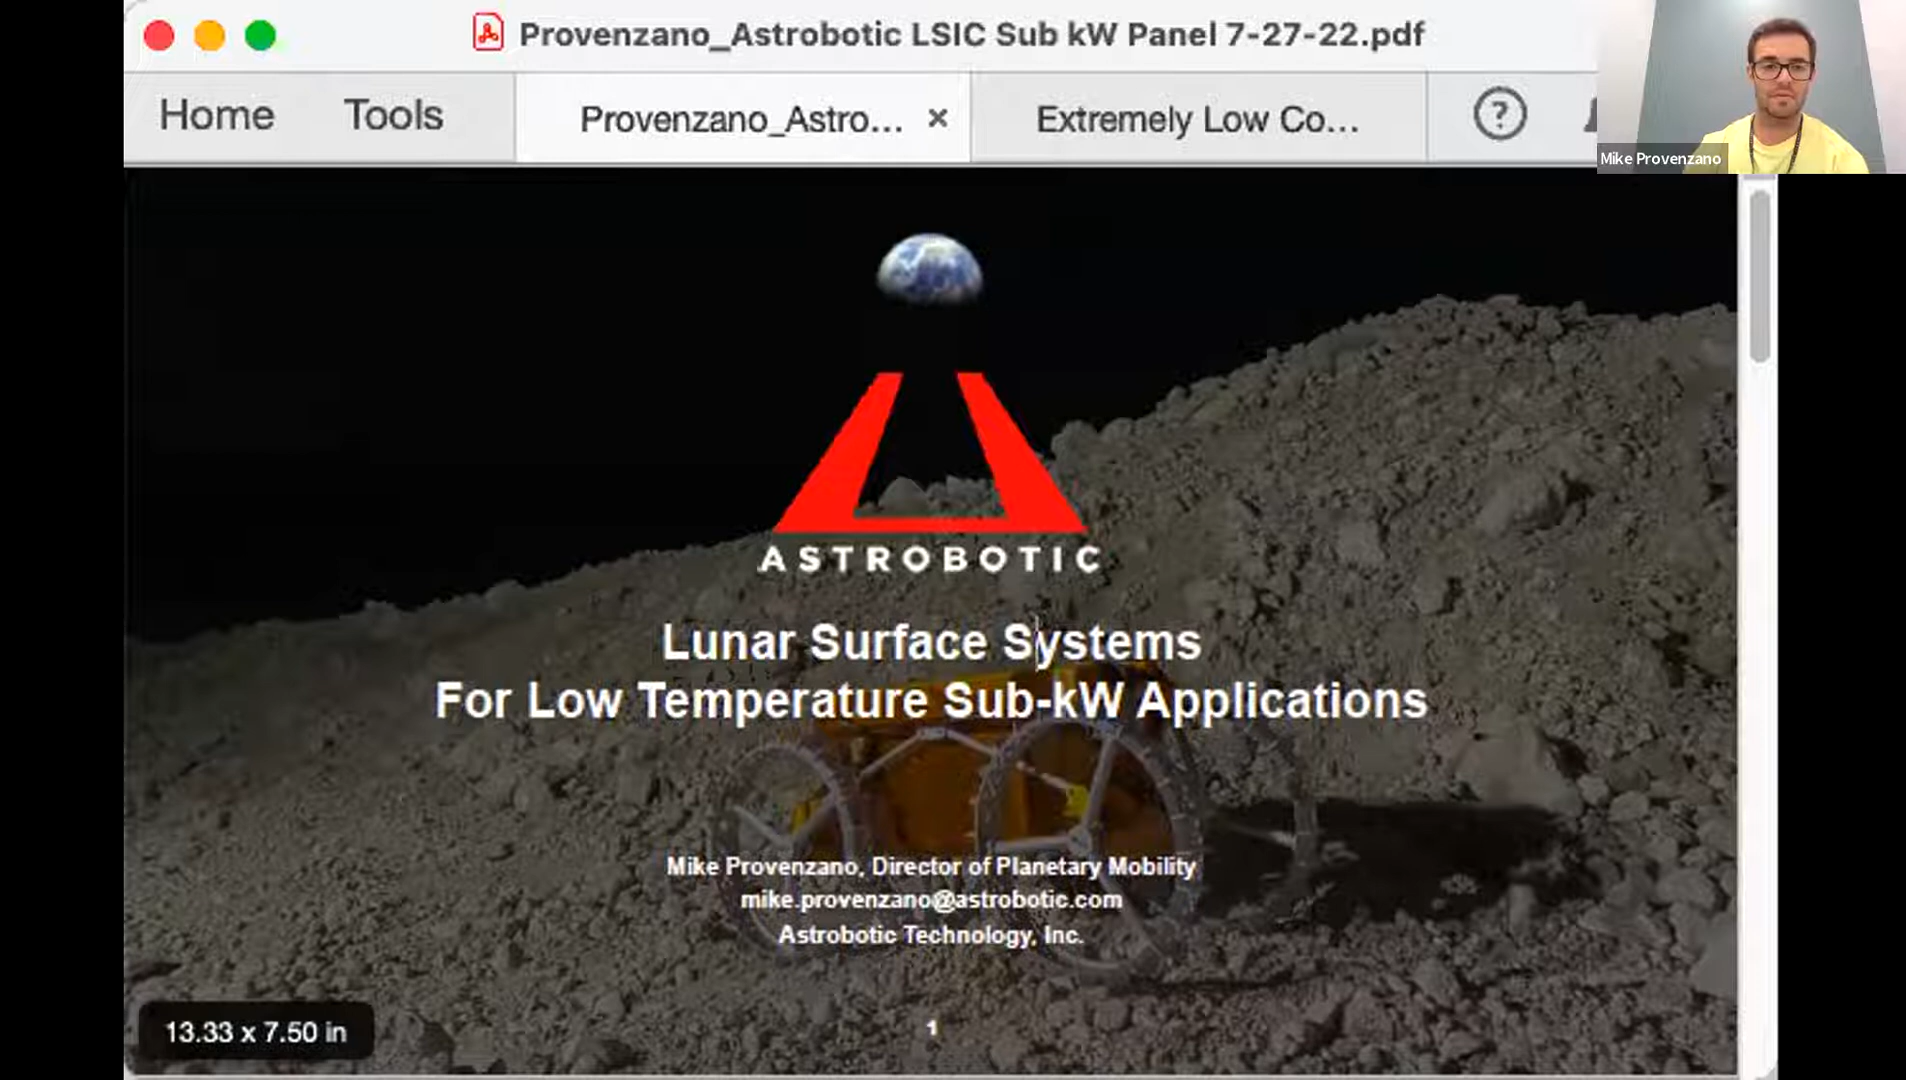 Provenzano_Astrobotic LSIC Sub kW Panel 7-27-22.pdf
Home Tools Provenzano_Astro... × Extremely Low Co... ?
Mike Provenzano
ASTROBOTIC
Lunar Surface Systems
For Low Temperature Sub-kW Applications
Mike Provenzano, Director of Planetary Mobility
mike.provenzano@astrobotic.com
Astrobotic Technology, Inc.
13.33 x 7.50 in
1